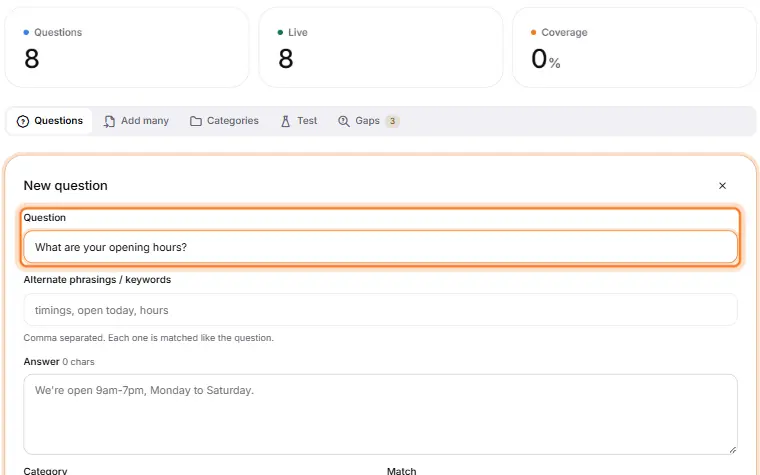 Questions
8
Live
8
Coverage
0%
Questions
Add many
Categories
Test
Gaps 3
New question
Question
What are your opening hours?
Alternate phrasings / keywords
timings, open today, hours
Comma separated. Each one is matched like the question.
Answer 0 chars
We're open 9am-7pm, Monday to Saturday.
Category
Match